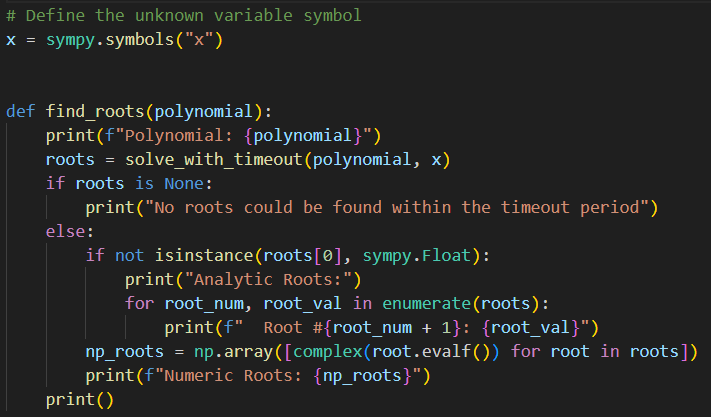 # Define the unknown variable symbol
x = sympy.symbols("x")
def find_roots(polynomial):
    print(f"Polynomial: {polynomial}")
    roots = solve_with_timeout(polynomial, x)
    if roots is None:
        print("No roots could be found within the timeout period")
    else:
        if not isinstance(roots[0], sympy.Float):
            print("Analytic Roots:")
            for root_num, root_val in enumerate(roots):
                print(f"  Root #{root_num + 1}: {root_val}")
        np_roots = np.array([complex(root.evalf()) for root in roots])
        print(f"Numeric Roots: {np_roots}")
    print()